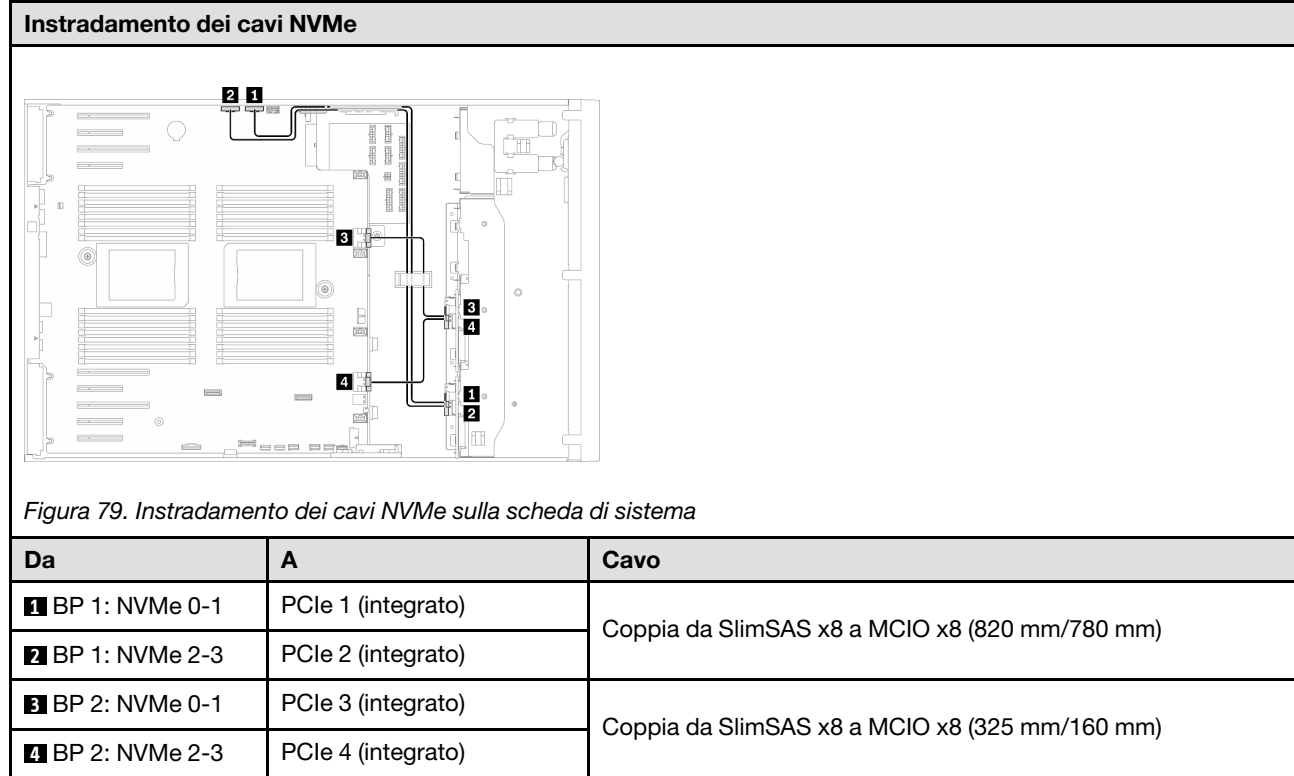 Instradamento dei cavi NVMe
2 1
3
3
4
4
1
2
Figura 79. Instradamento dei cavi NVMe sulla scheda di sistema
Da A Cavo
1 BP 1: NVMe 0-1 PCIe 1 (integrato) Coppia da SlimSAS x8 a MCIO x8 (820 mm/780 mm)
2 BP 1: NVMe 2-3 PCIe 2 (integrato)
3 BP 2: NVMe 0-1 PCIe 3 (integrato) Coppia da SlimSAS x8 a MCIO x8 (325 mm/160 mm)
4 BP 2: NVMe 2-3 PCIe 4 (integrato)